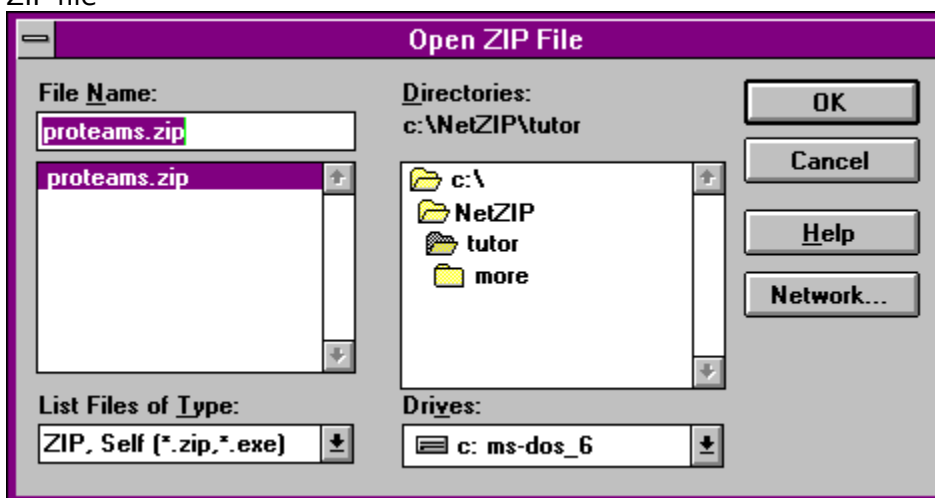 ZIP file
Open ZIP File
File Name:
proteams.zip
proteams.zip
List Files of Type:
ZIP, Self (*.zip,*.exe)
Directories:
c:\NetZIP\tutor
c:\
NetZIP
tutor
more
Drives:
c: ms-dos_6
OK
Cancel
Help
Network...